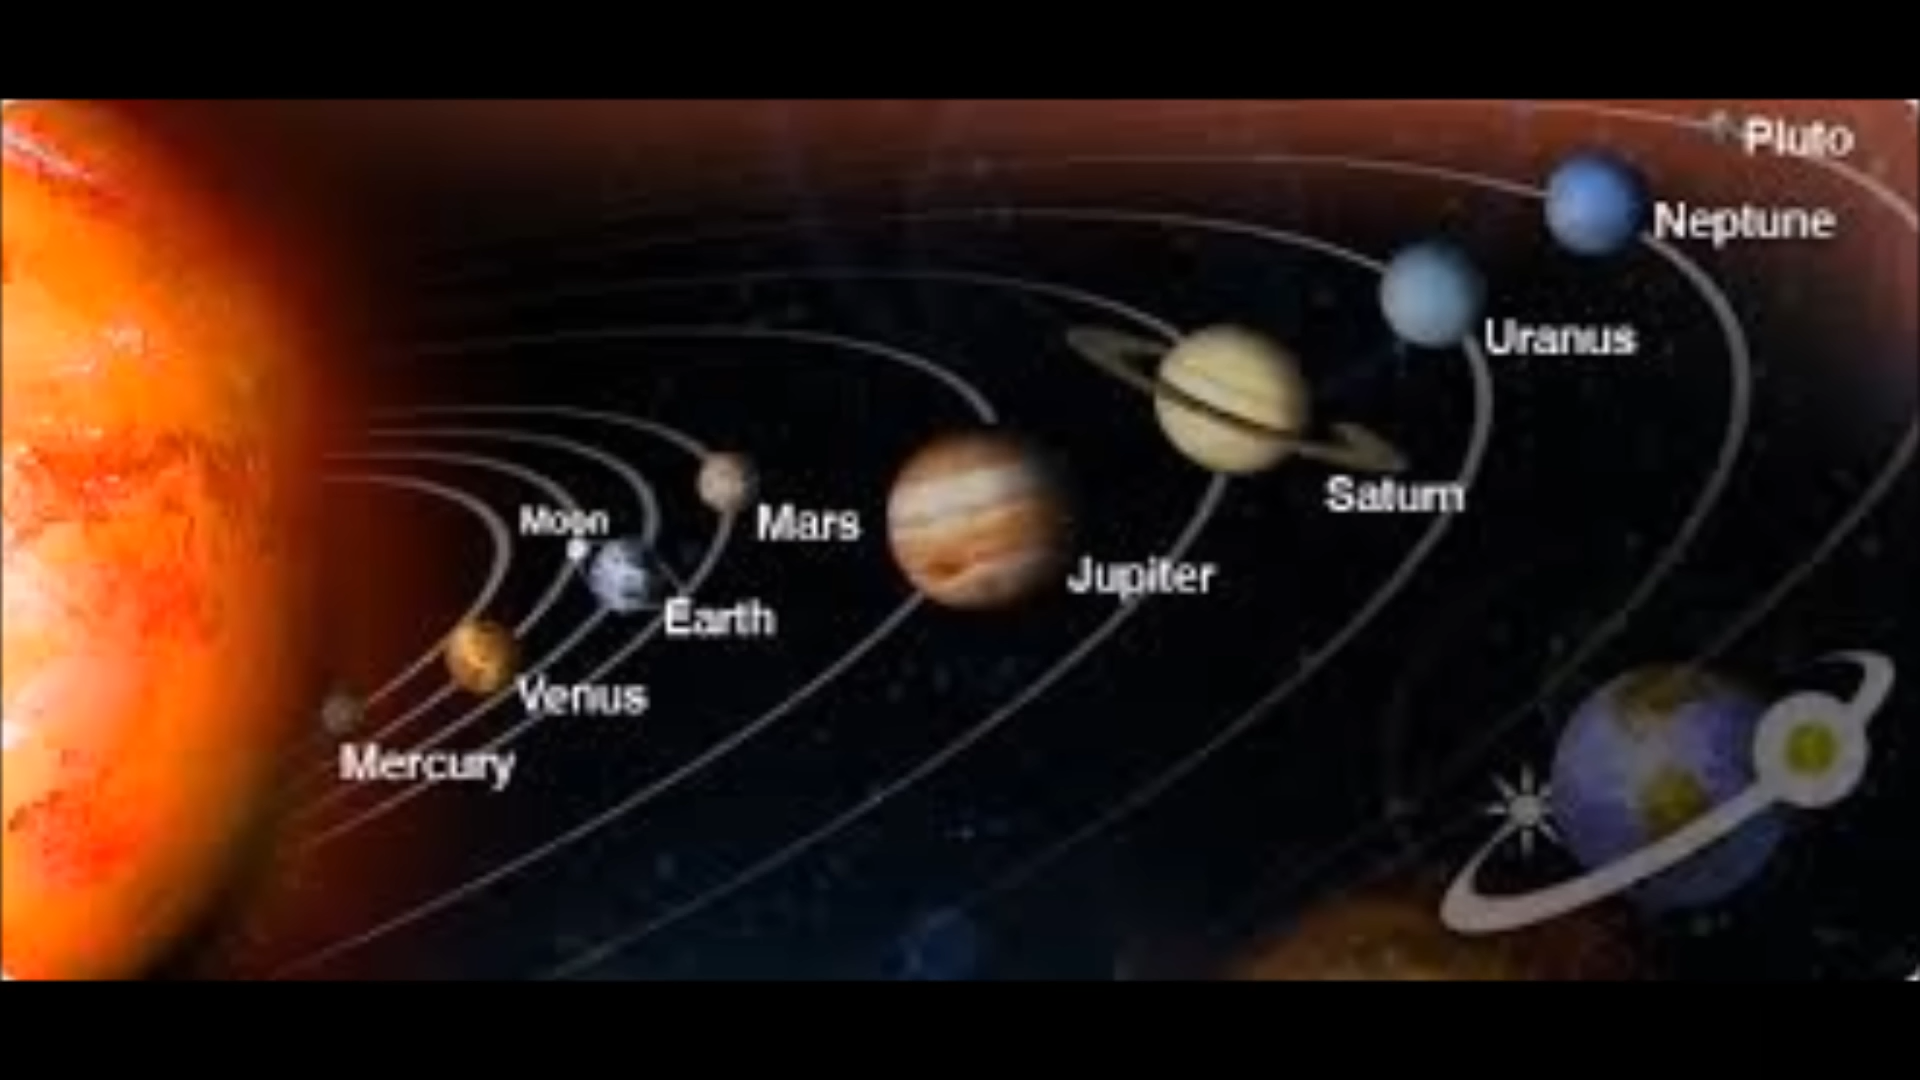 Pluto
Neptune
Uranus
Saturn
Moon
Mars
Jupiter
Earth
Venus
Mercury